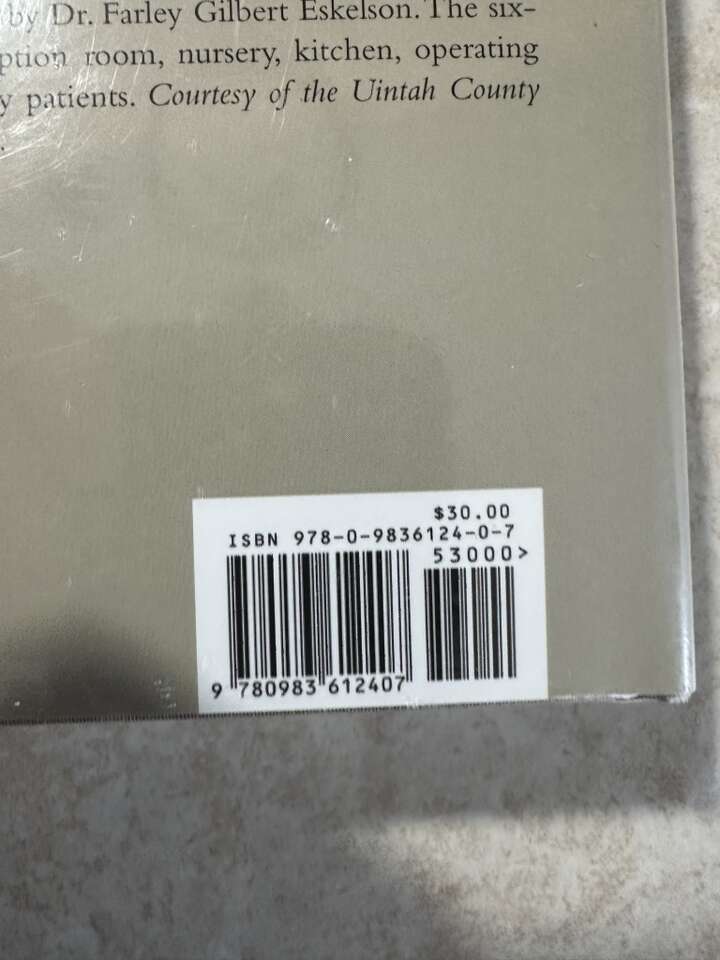 by Dr. Farley Gilbert Eskelson. The six-
ption room, nursery, kitchen, operating
y patients. Courtesy of the Uintah County
.
$30.00
ISBN 978-0-9836124-0-7
53000>
9 780983 612407